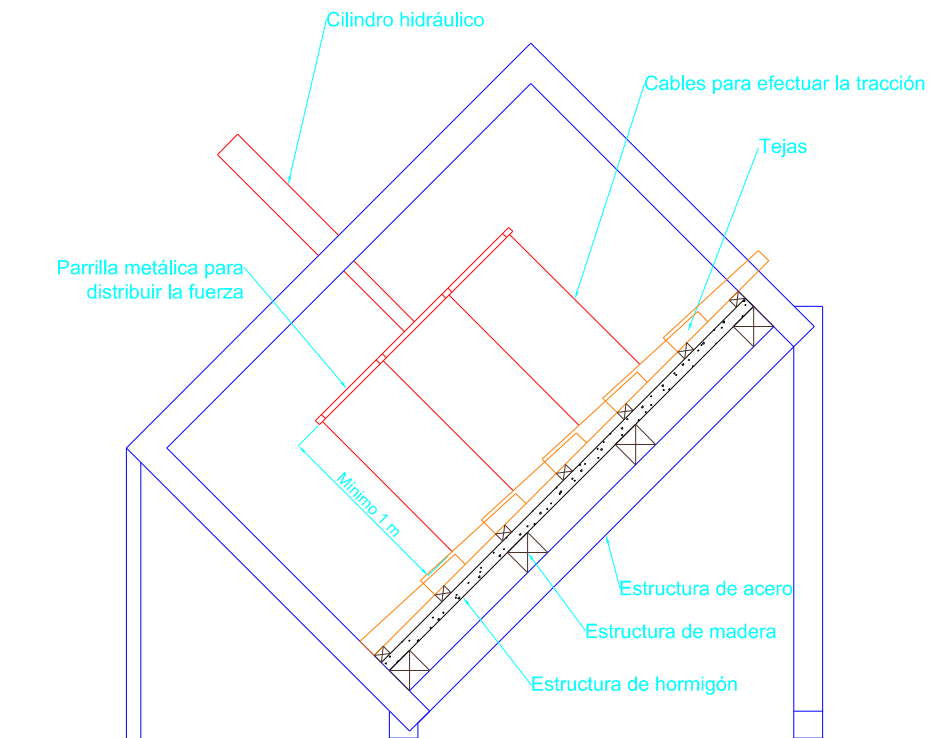 Cilindro hidráulico
Cables para efectuar la tracción
Tejas
Parrilla metálica para
distribuir la fuerza
Mínimo 1 m
Estructura de acero
Estructura de madera
Estructura de hormigón